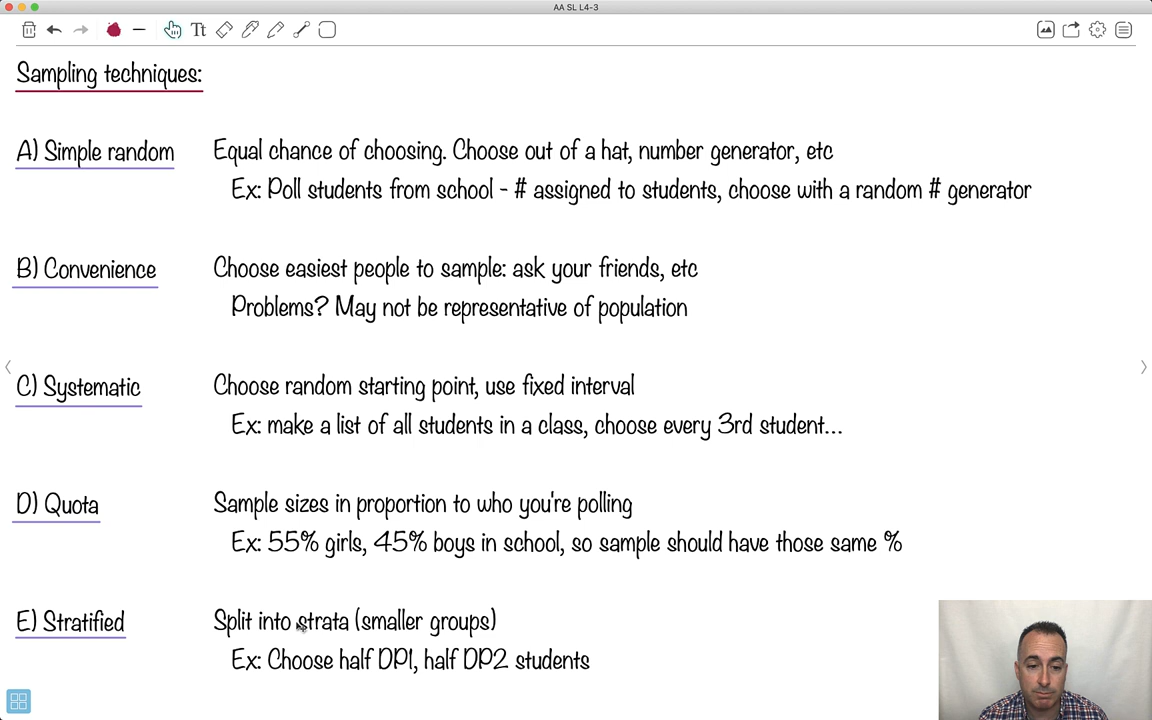 AA SL L4-3
Tt
Sampling techniques:
A) Simple random
Equal chance of choosing. Choose out of a hat, number generator, etc
Ex: Poll students from school - # assigned to students, choose with a random # generator
B) Convenience
Choose easiest people to sample: ask your friends, etc
Problems? May not be representative of population
C) Systematic
Choose random starting point, use fixed interval
Ex: make a list of all students in a class, choose every 3rd student...
D) Quota
Sample sizes in proportion to who you're polling
Ex: 55% girls, 45% boys in school, so sample should have those same %
E) Stratified
Split into strata (smaller groups)
Ex: Choose half DP1, half DP2 students